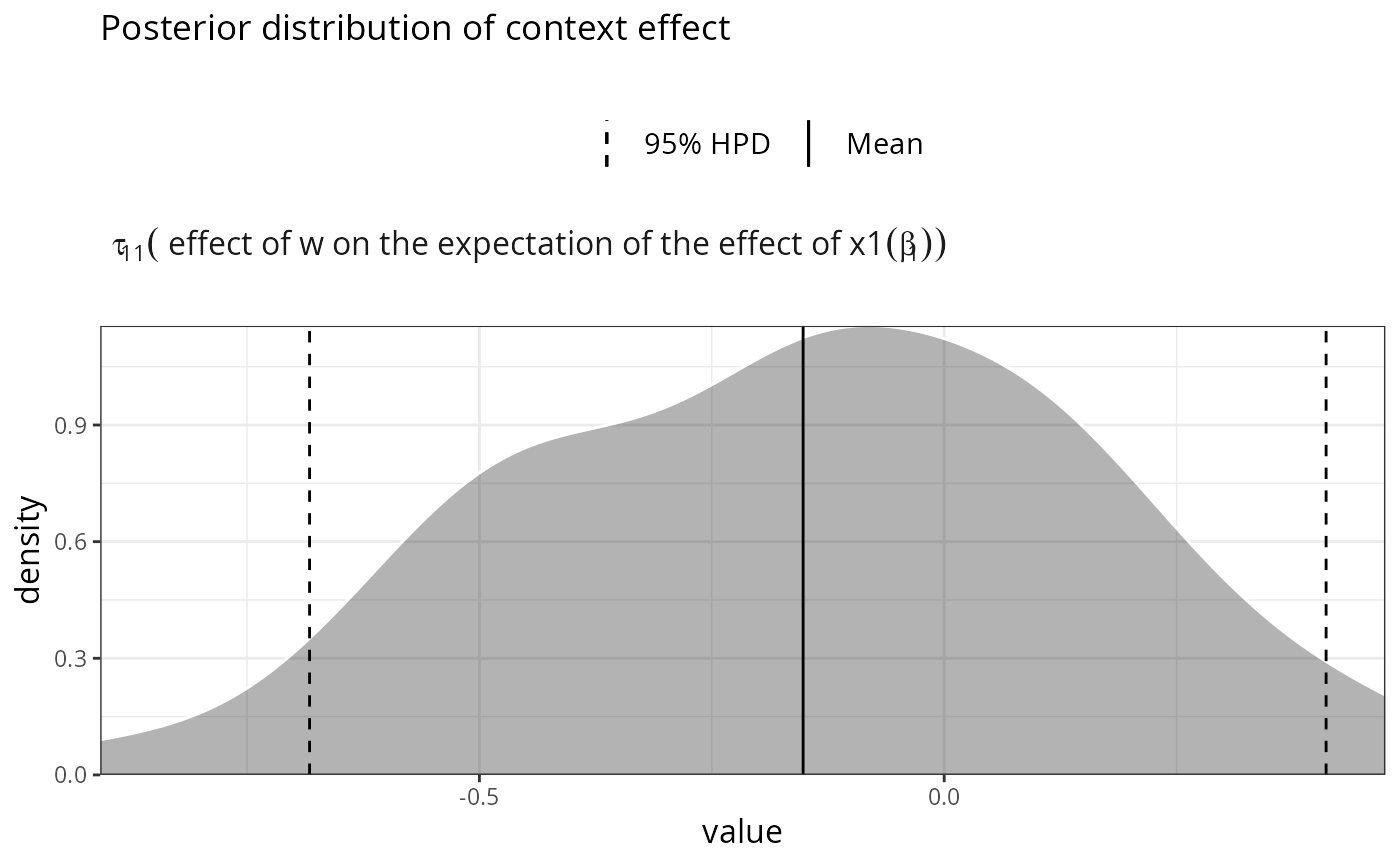 Posterior distribution of context effect
95% HPD Mean
τ₁₁( effect of w on the expectation of the effect of x1(β₁))
density
0.9
0.6
0.3
0.0
-0.5 0.0
value